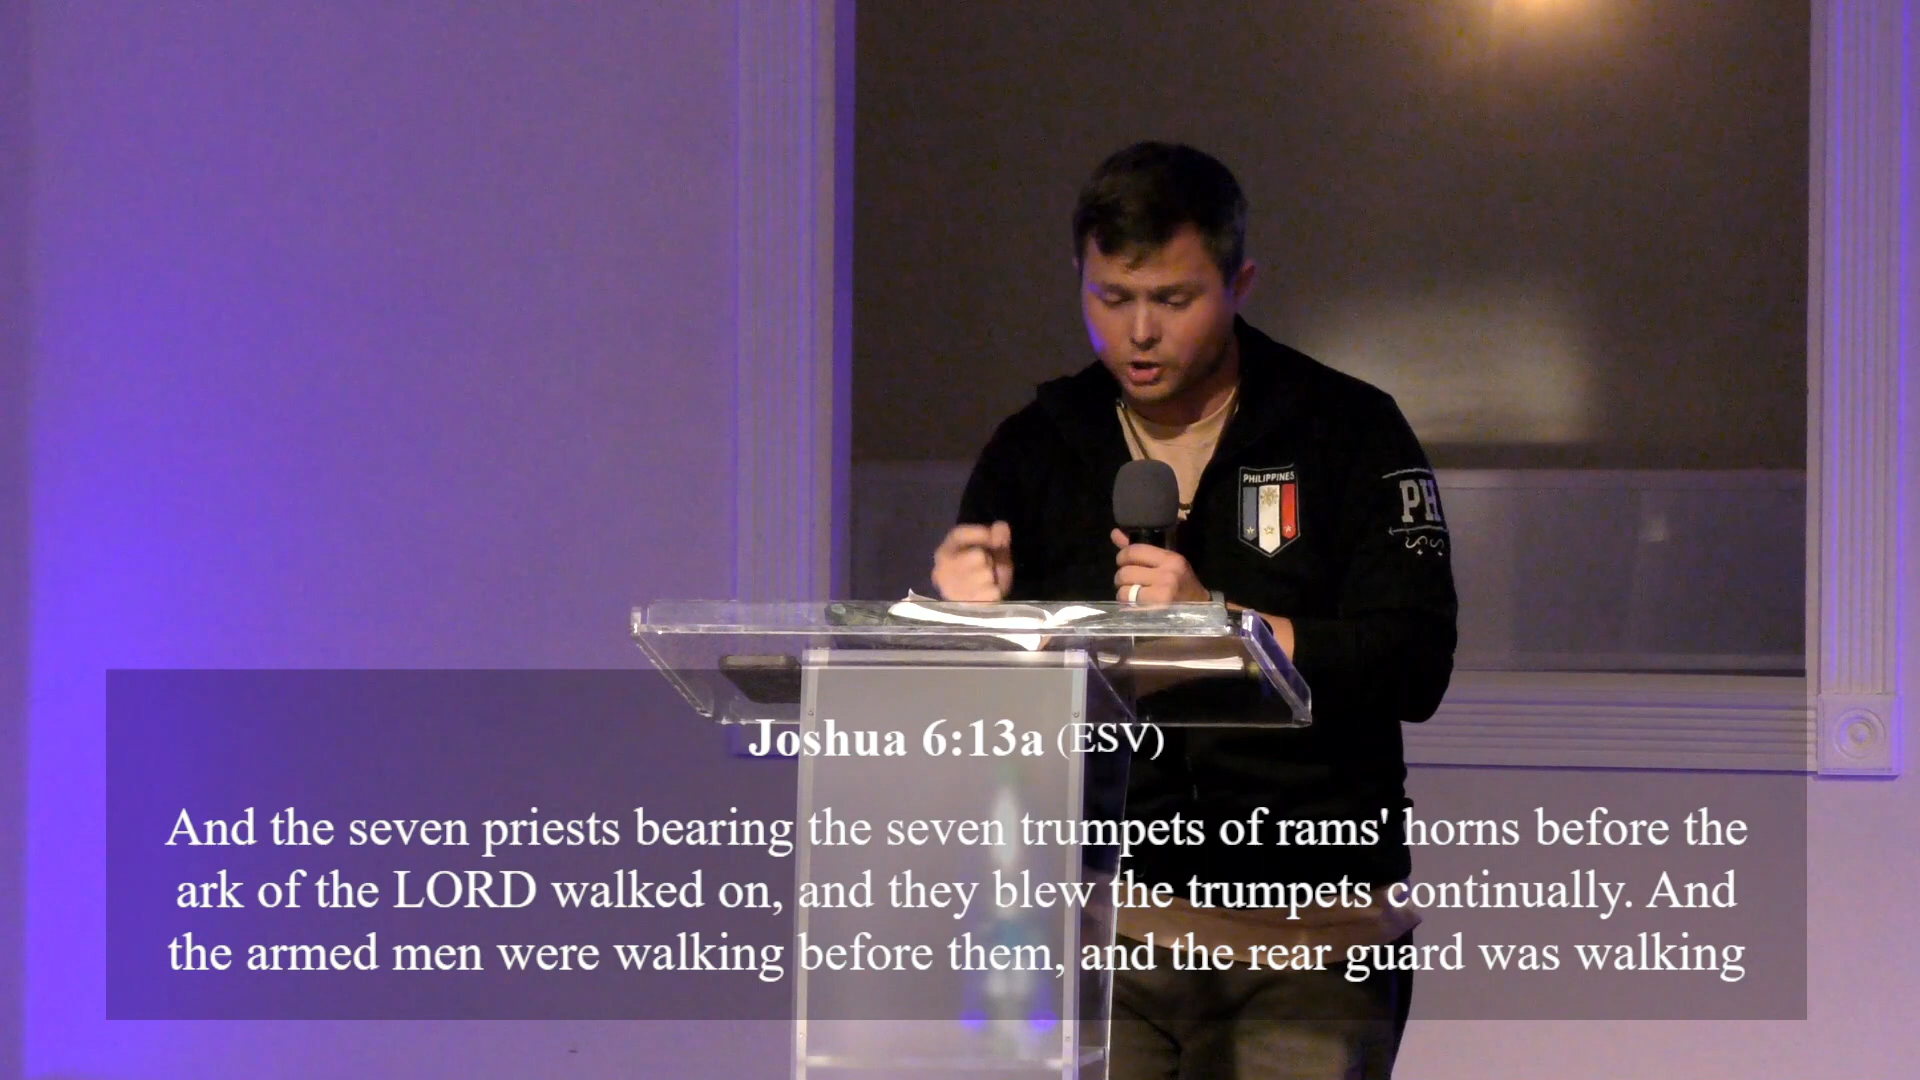 PHILIPPINES
PH
Joshua 6:13a (ESV)
And the seven priests bearing the seven trumpets of rams' horns before the
ark of the LORD walked on, and they blew the trumpets continually. And
the armed men were walking before them, and the rear guard was walking